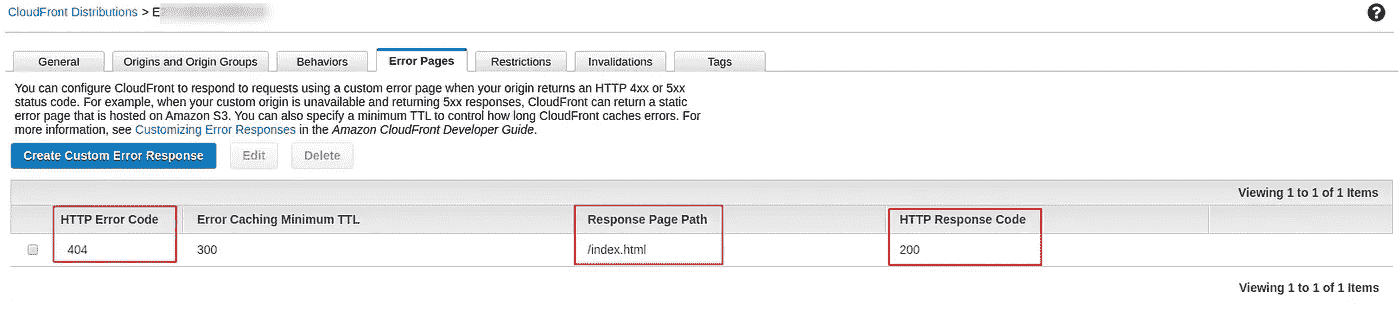 CloudFront Distributions > E
General Origins and Origin Groups Behaviors Error Pages Restrictions Invalidations Tags
You can configure CloudFront to respond to requests using a custom error page when your origin returns an HTTP 4xx or 5xx
status code. For example, when your custom origin is unavailable and returning 5xx responses, CloudFront can return a static
error page that is hosted on Amazon S3. You can also specify a minimum TTL to control how long CloudFront caches errors. For
more information, see Customizing Error Responses in the Amazon CloudFront Developer Guide.
Create Custom Error Response Edit Delete
Viewing 1 to 1 of 1 Items
HTTP Error Code Error Caching Minimum TTL Response Page Path HTTP Response Code
404 300 /index.html 200
Viewing 1 to 1 of 1 Items